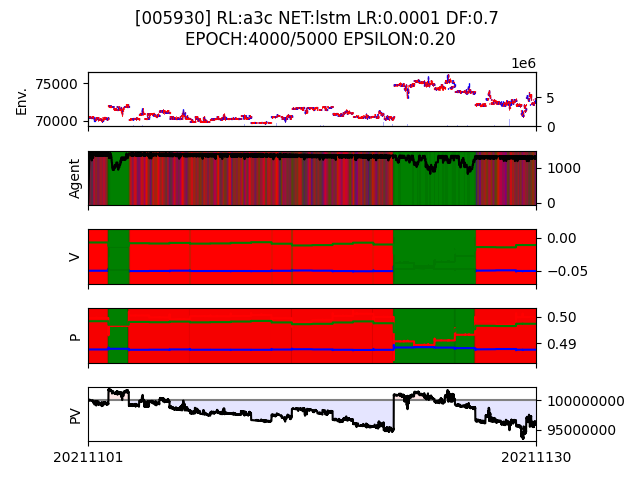 [005930] RL:a3c NET:lstm LR:0.0001 DF:0.7
EPOCH:4000/5000 EPSILON:0.20
1e6
75000
70000
Env.
5
0
Agent
1000
0
V
0.00
−0.05
P
0.50
0.49
PV
100000000
95000000
20211101
20211130